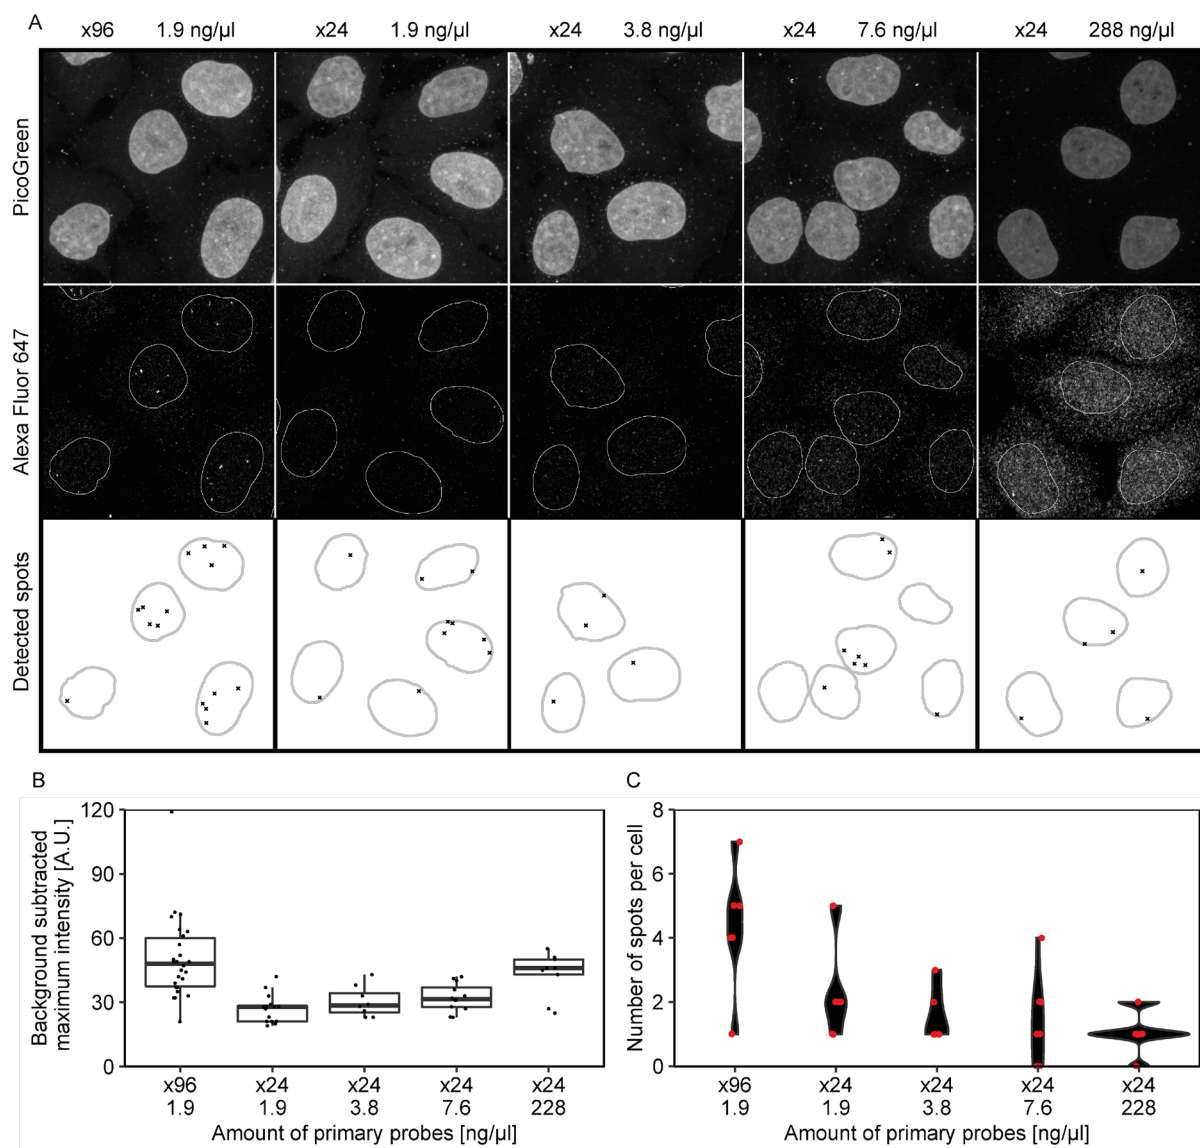 A
x96 1.9 ng/µl x24 1.9 ng/µl x24 3.8 ng/µl x24 7.6 ng/µl x24 288 ng/µl
PicoGreen
Alexa Fluor 647
Detected spots
B
Background subtracted
maximum intensity [A.U.]
120
90
60
30
0
x96 x24 x24 x24 x24
1.9 1.9 3.8 7.6 228
Amount of primary probes [ng/µl]
C
Number of spots per cell
8
6
4
2
0
x96 x24 x24 x24 x24
1.9 1.9 3.8 7.6 228
Amount of primary probes [ng/µl]